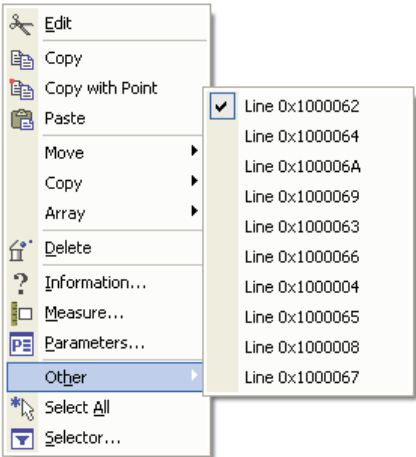 Edit
Copy
Copy with Point
Paste
Move
Copy
Array
Delete
Information...
Measure...
Parameters...
Other
Select All
Selector...
Line 0x1000062
Line 0x1000064
Line 0x100006A
Line 0x1000069
Line 0x1000063
Line 0x1000066
Line 0x1000004
Line 0x1000065
Line 0x1000008
Line 0x1000067